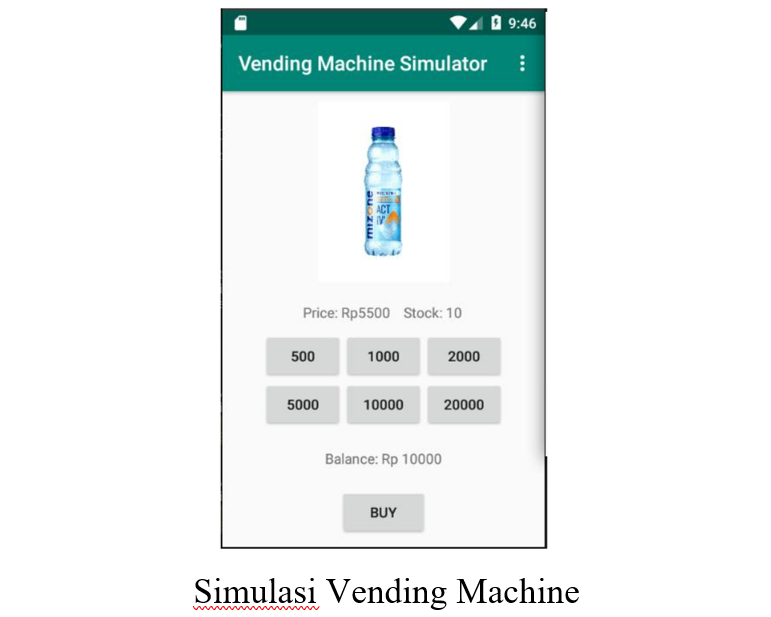 9:46
Vending Machine Simulator
mizone
ACT
IV'
Price: Rp5500 Stock: 10
500 1000 2000
5000 10000 20000
Balance: Rp 10000
BUY
Simulasi Vending Machine